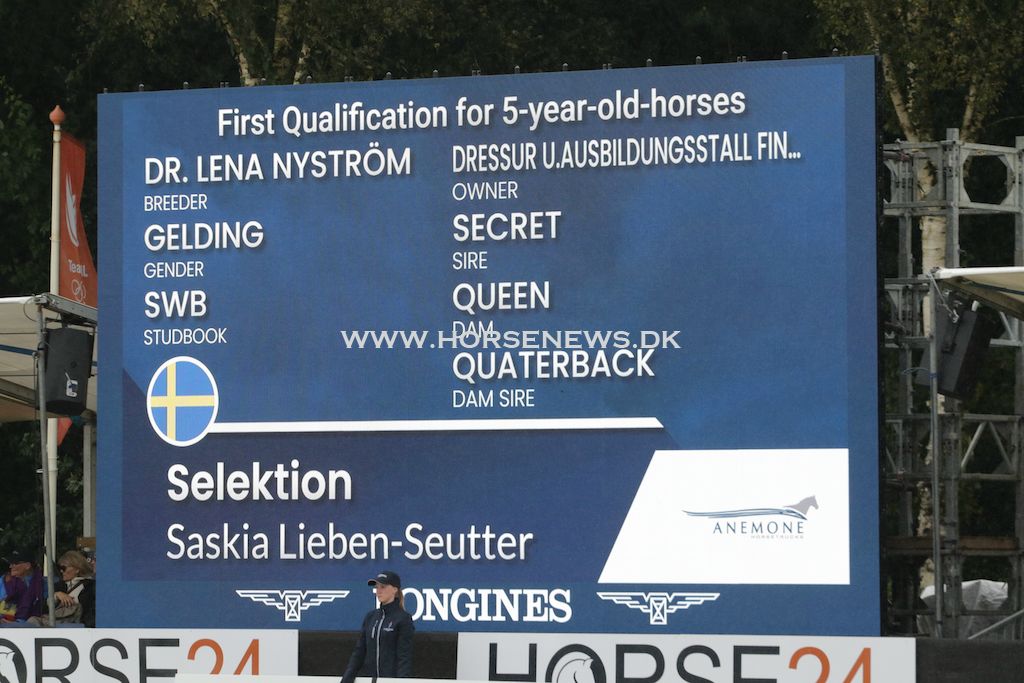 First Qualification for 5-year-old-horses
DR. LENA NYSTRÖM
BREEDER
GELDING
GENDER
SWB
STUDBOOK
DRESSUR U.AUSBILDUNGSSTALL FIN...
OWNER
SECRET
SIRE
QUEEN
DAM
WWW.HORSENEWS.DK
QUATERBACK
DAM SIRE
Selektion
Saskia Lieben-Seutter
ANEMONE
HORSETRUCKS
LONGINES
HORSE24
HORSE24